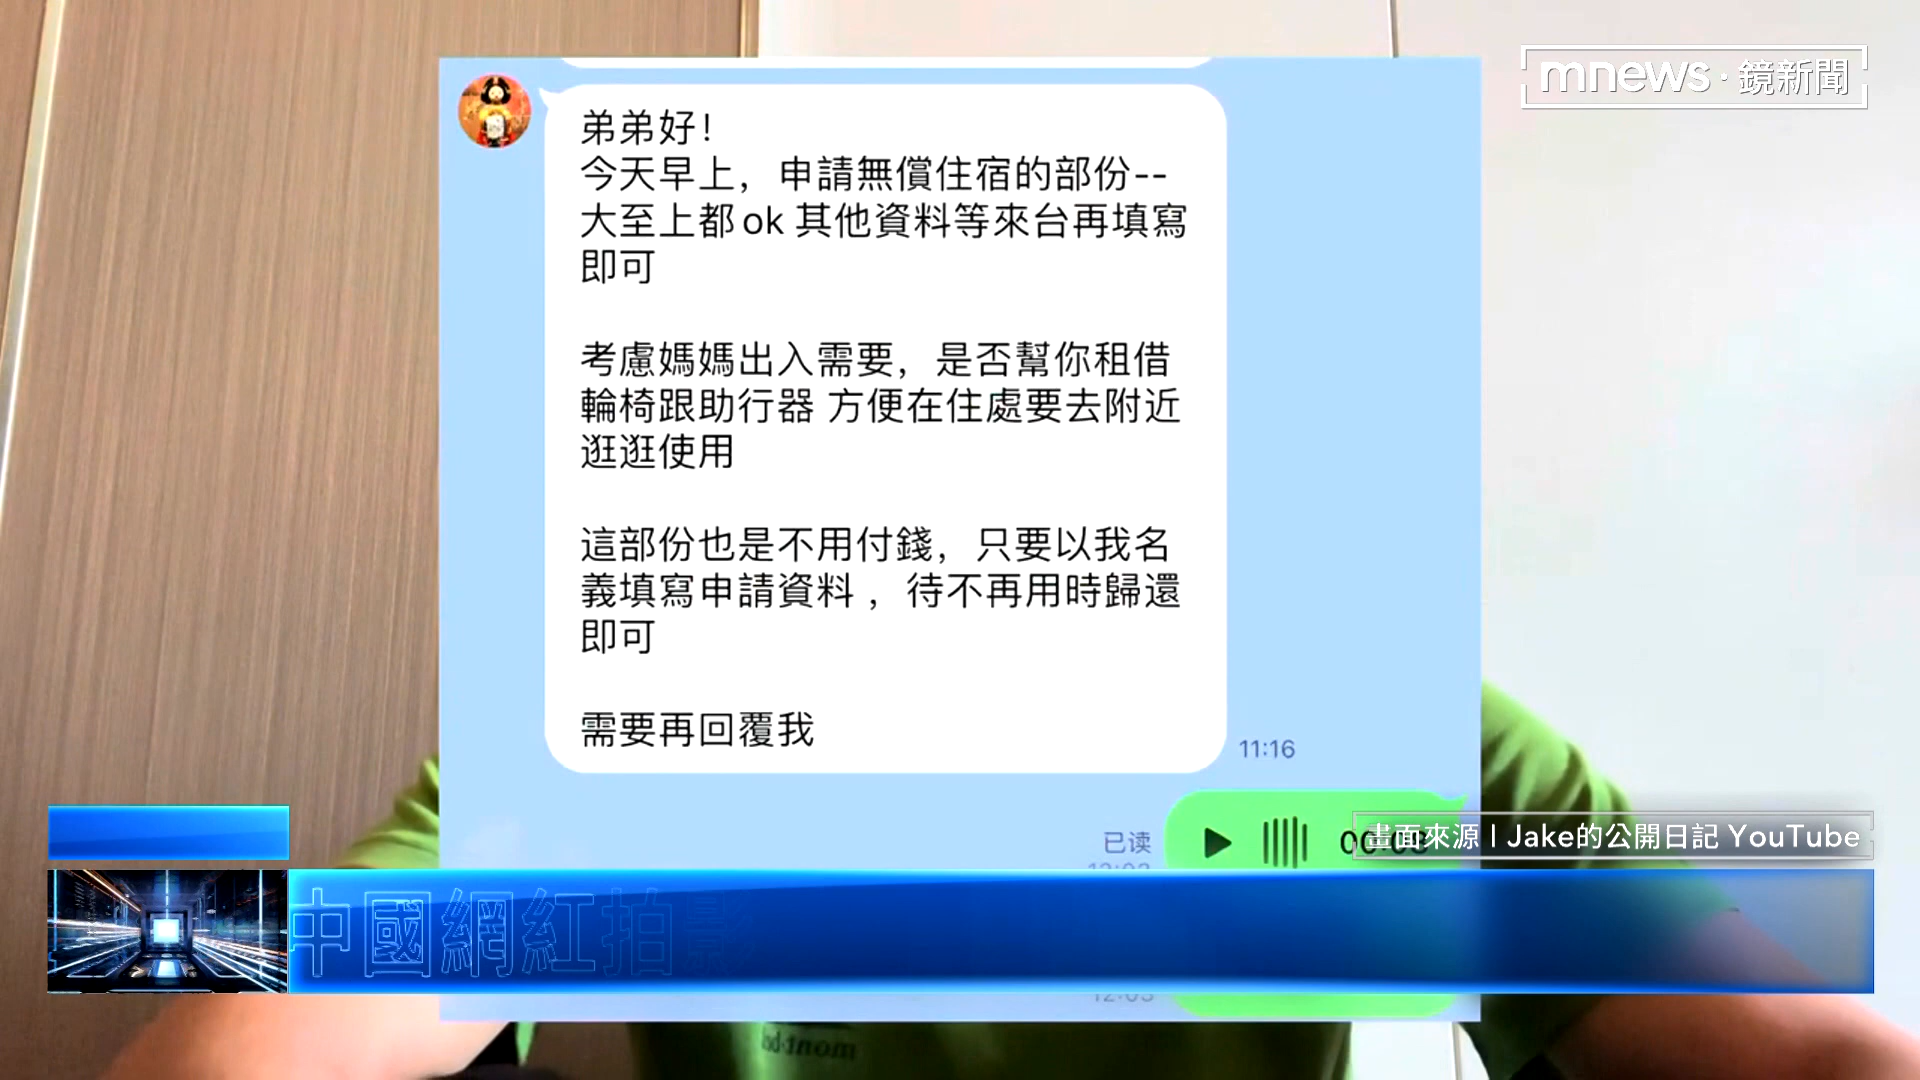 mnews·鏡新聞
弟弟好!
今天早上，申請無償住宿的部份--
大至上都ok 其他資料等來台再填寫
即可
考慮媽媽出入需要，是否幫你租借
輪椅跟助行器 方便在住處要去附近
逛逛使用
這部份也是不用付錢，只要以我名
義填寫申請資料，待不再用時歸還
即可
需要再回覆我
11:16
已读
畫面來源|Jake的公開日記 YouTube
中國網紅拍影
12:03